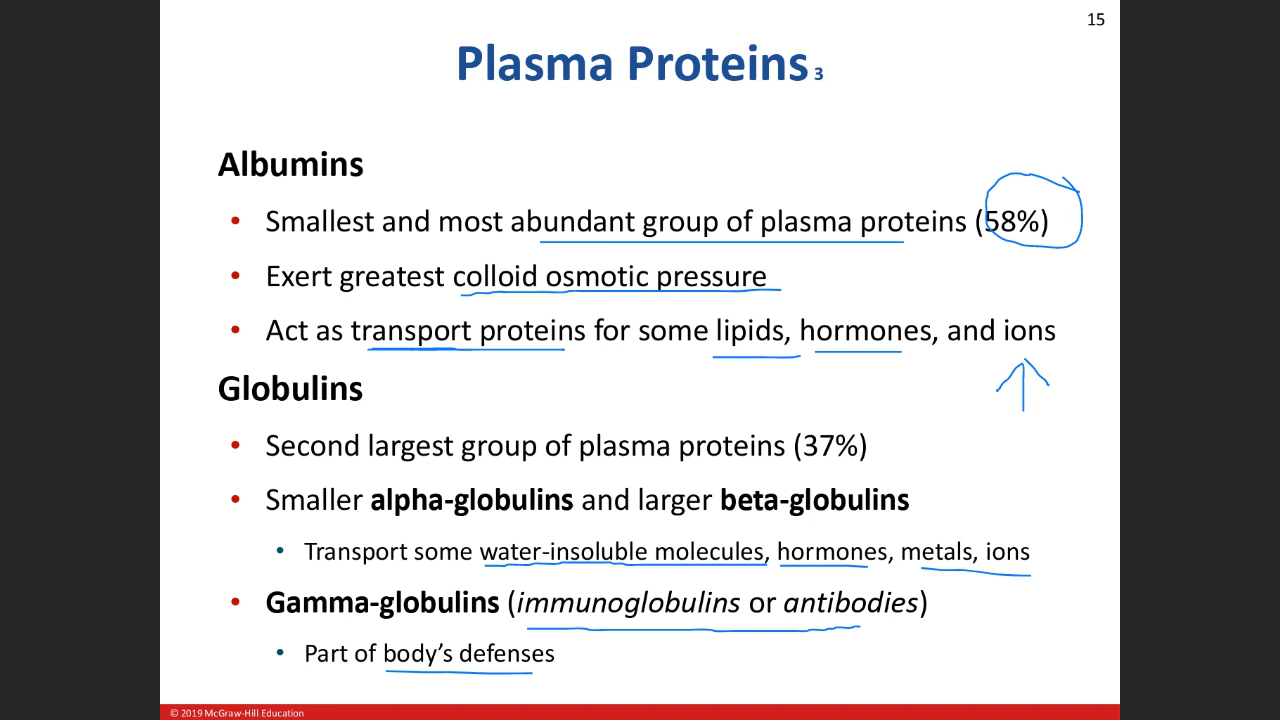 15
Plasma Proteins 3
Albumins
• Smallest and most abundant group of plasma proteins (58%)
• Exert greatest colloid osmotic pressure
• Act as transport proteins for some lipids, hormones, and ions
Globulins
• Second largest group of plasma proteins (37%)
• Smaller alpha-globulins and larger beta-globulins
• Transport some water-insoluble molecules, hormones, metals, ions
• Gamma-globulins (immunoglobulins or antibodies)
• Part of body’s defenses
© 2019 McGraw-Hill Education